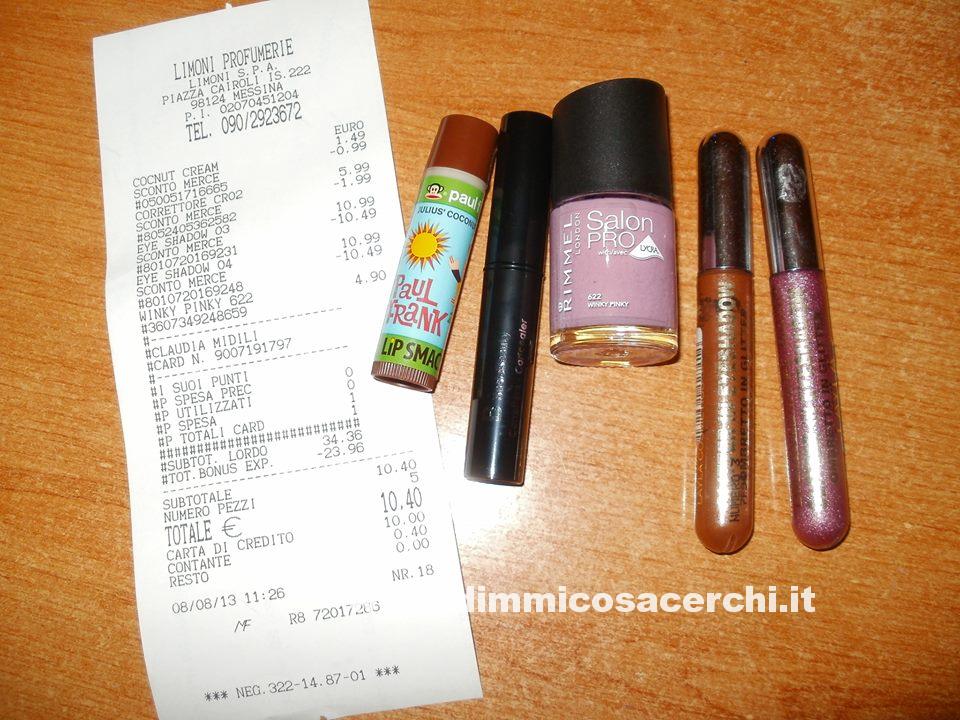 LIMONI PROFUMERIE
LIMONI S.P.A.
PIAZZA CAIROLI IS.222
98124 MESSINA
P.I. 02070451204
TEL. 090/2923672
EURO
COCNUT CREAM 1.49
SCONTO MERCE -0.99
#050051716665
CORRETTORE CR02 5.99
SCONTO MERCE -1.99
#8052405362582
EYE SHADOW 03 10.99
SCONTO MERCE -10.49
#8010720169231
EYE SHADOW 04 10.99
SCONTO MERCE -10.49
#8010720169248
WINKY PINKY 622 4.90
#3607349248659
#CLAUDIA MIDILI
#CARD N. 9007191797
#I SUOI PUNTI
#P SPESA PREC 0
#P UTILIZZATI 0
#P SPESA 1
#P TOTALI CARD 1
############################
#SUBTOT. LORDO 34.36
#TOT.BONUS EXP. -23.96
SUBTOTALE 10.40
NUMERO PEZZI 5
TOTALE € 10.40
CARTA DI CREDITO 10.00
CONTANTE 0.40
RESTO 0.00
08/08/13 11:26 NR.18
MF R8 72017286
*** NEG.322-14.87-01 ***
paul
JULIUS' COCONU
PAUL
FRANK
LiP SMAC
Concealer
RIMMEL
LONDON
Salon
PRO
with/avec
LYCRA
622
WINKY PINKY
dimmicosacerchi.it